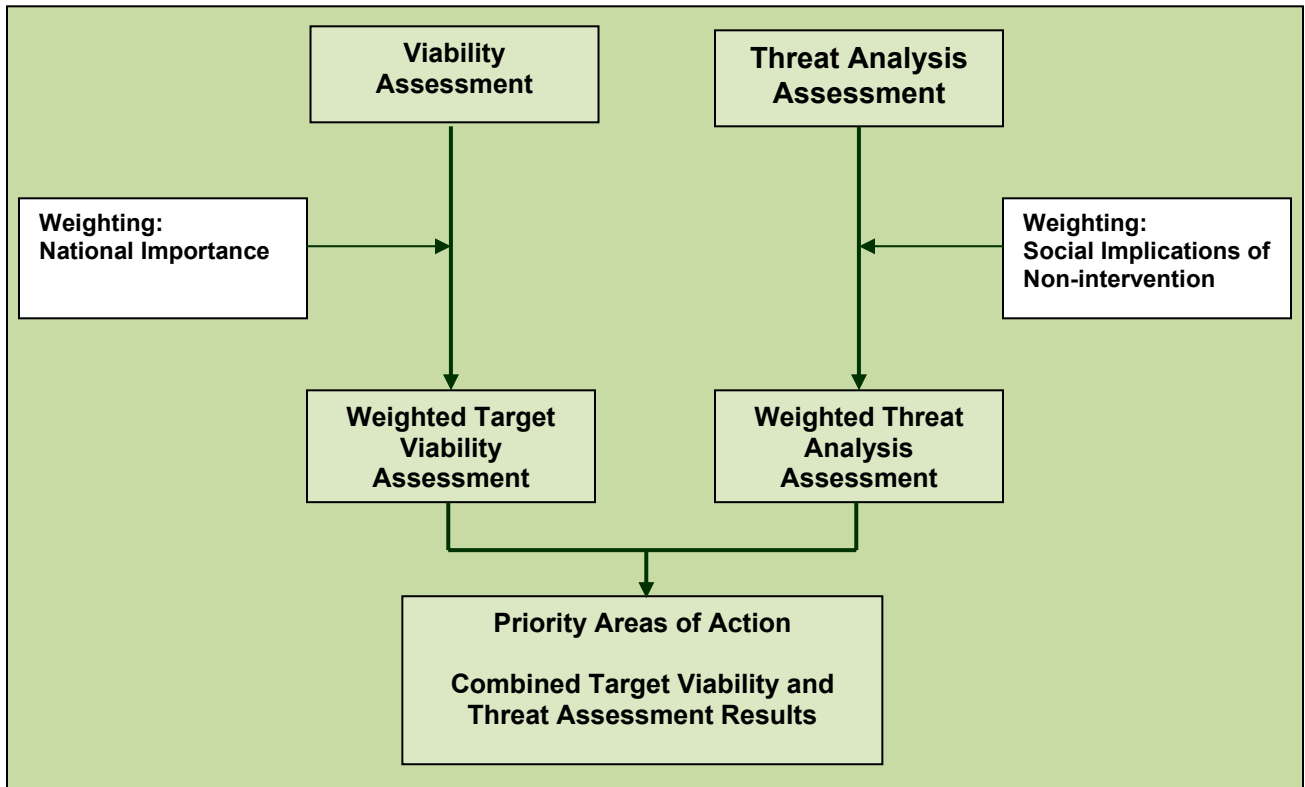 Viability
Assessment
Threat Analysis
Assessment
Weighting:
National Importance
Weighting:
Social Implications of
Non-intervention
Weighted Target
Viability
Assessment
Weighted Threat
Analysis
Assessment
Priority Areas of Action
Combined Target Viability and
Threat Assessment Results